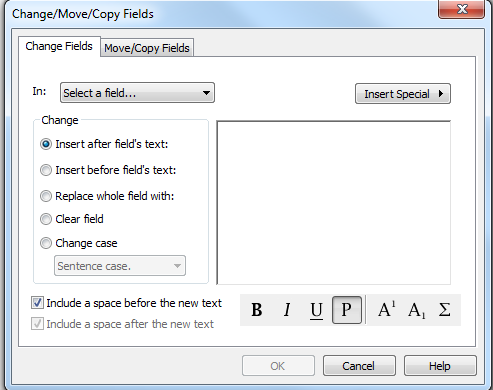 Change/Move/Copy Fields
Change Fields
Move/Copy Fields
In:
Select a field...
Insert Special
Change
Insert after field's text:
Insert before field's text:
Replace whole field with:
Clear field
Change case
Sentence case.
Include a space before the new text
Include a space after the new text
B I U P A¹ A₁ Σ
OK
Cancel
Help